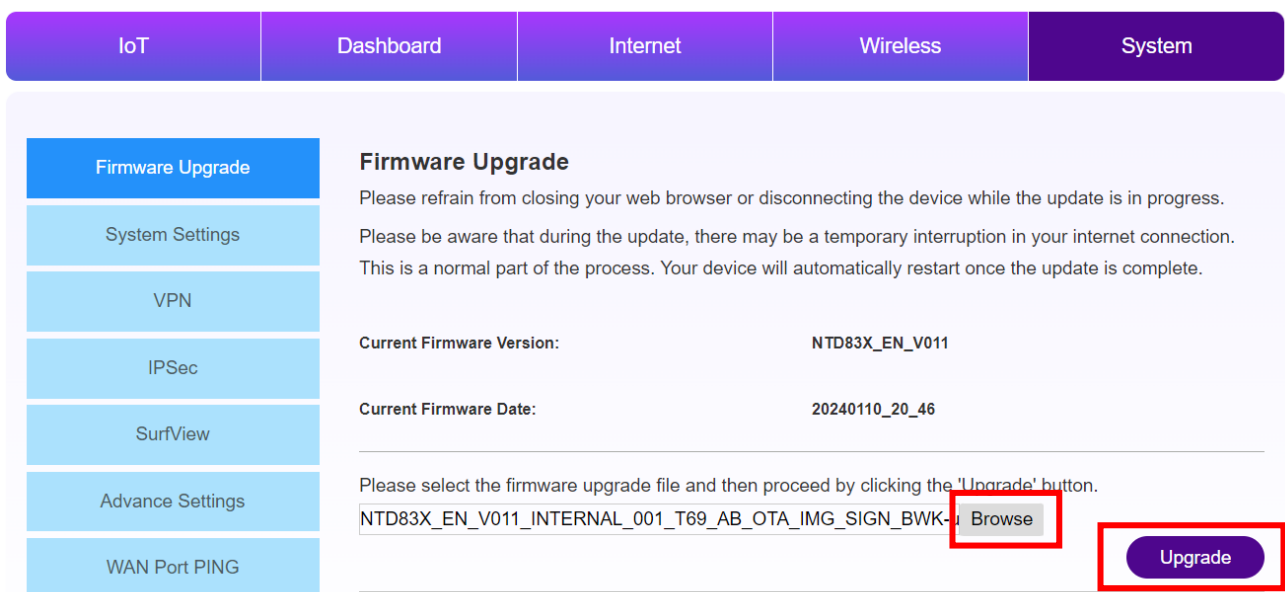 IoT Dashboard Internet Wireless System
Firmware Upgrade
System Settings
VPN
IPSec
SurfView
Advance Settings
WAN Port PING
Firmware Upgrade
Please refrain from closing your web browser or disconnecting the device while the update is in progress.
Please be aware that during the update, there may be a temporary interruption in your internet connection.
This is a normal part of the process. Your device will automatically restart once the update is complete.
Current Firmware Version: NTD83X_EN_V011
Current Firmware Date: 20240110_20_46
Please select the firmware upgrade file and then proceed by clicking the 'Upgrade' button.
NTD83X_EN_V011_INTERNAL_001_T69_AB_OTA_IMG_SIGN_BWK-u Browse
Upgrade